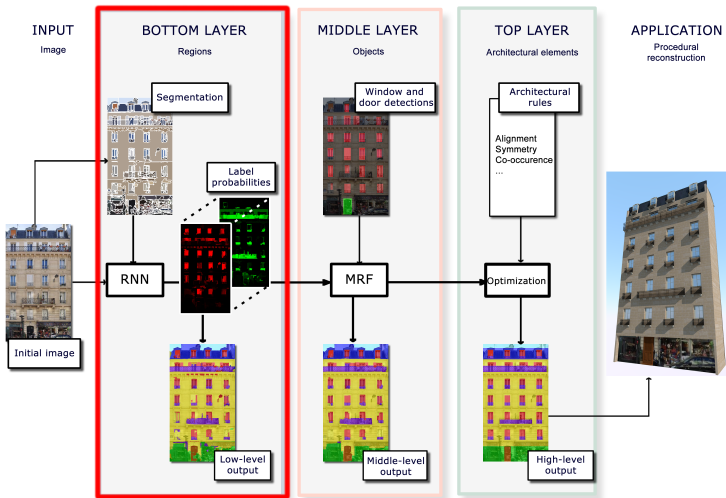 INPUT
Image
BOTTOM LAYER
Regions
MIDDLE LAYER
Objects
TOP LAYER
Architectural elements
APPLICATION
Procedural
reconstruction
Segmentation
Window and
door detections
Architectural
rules
Alignment
Symmetry
Co-occurence
...
Label
probabilities
RNN
MRF
Optimization
Initial image
Low-level
output
Middle-level
output
High-level
output